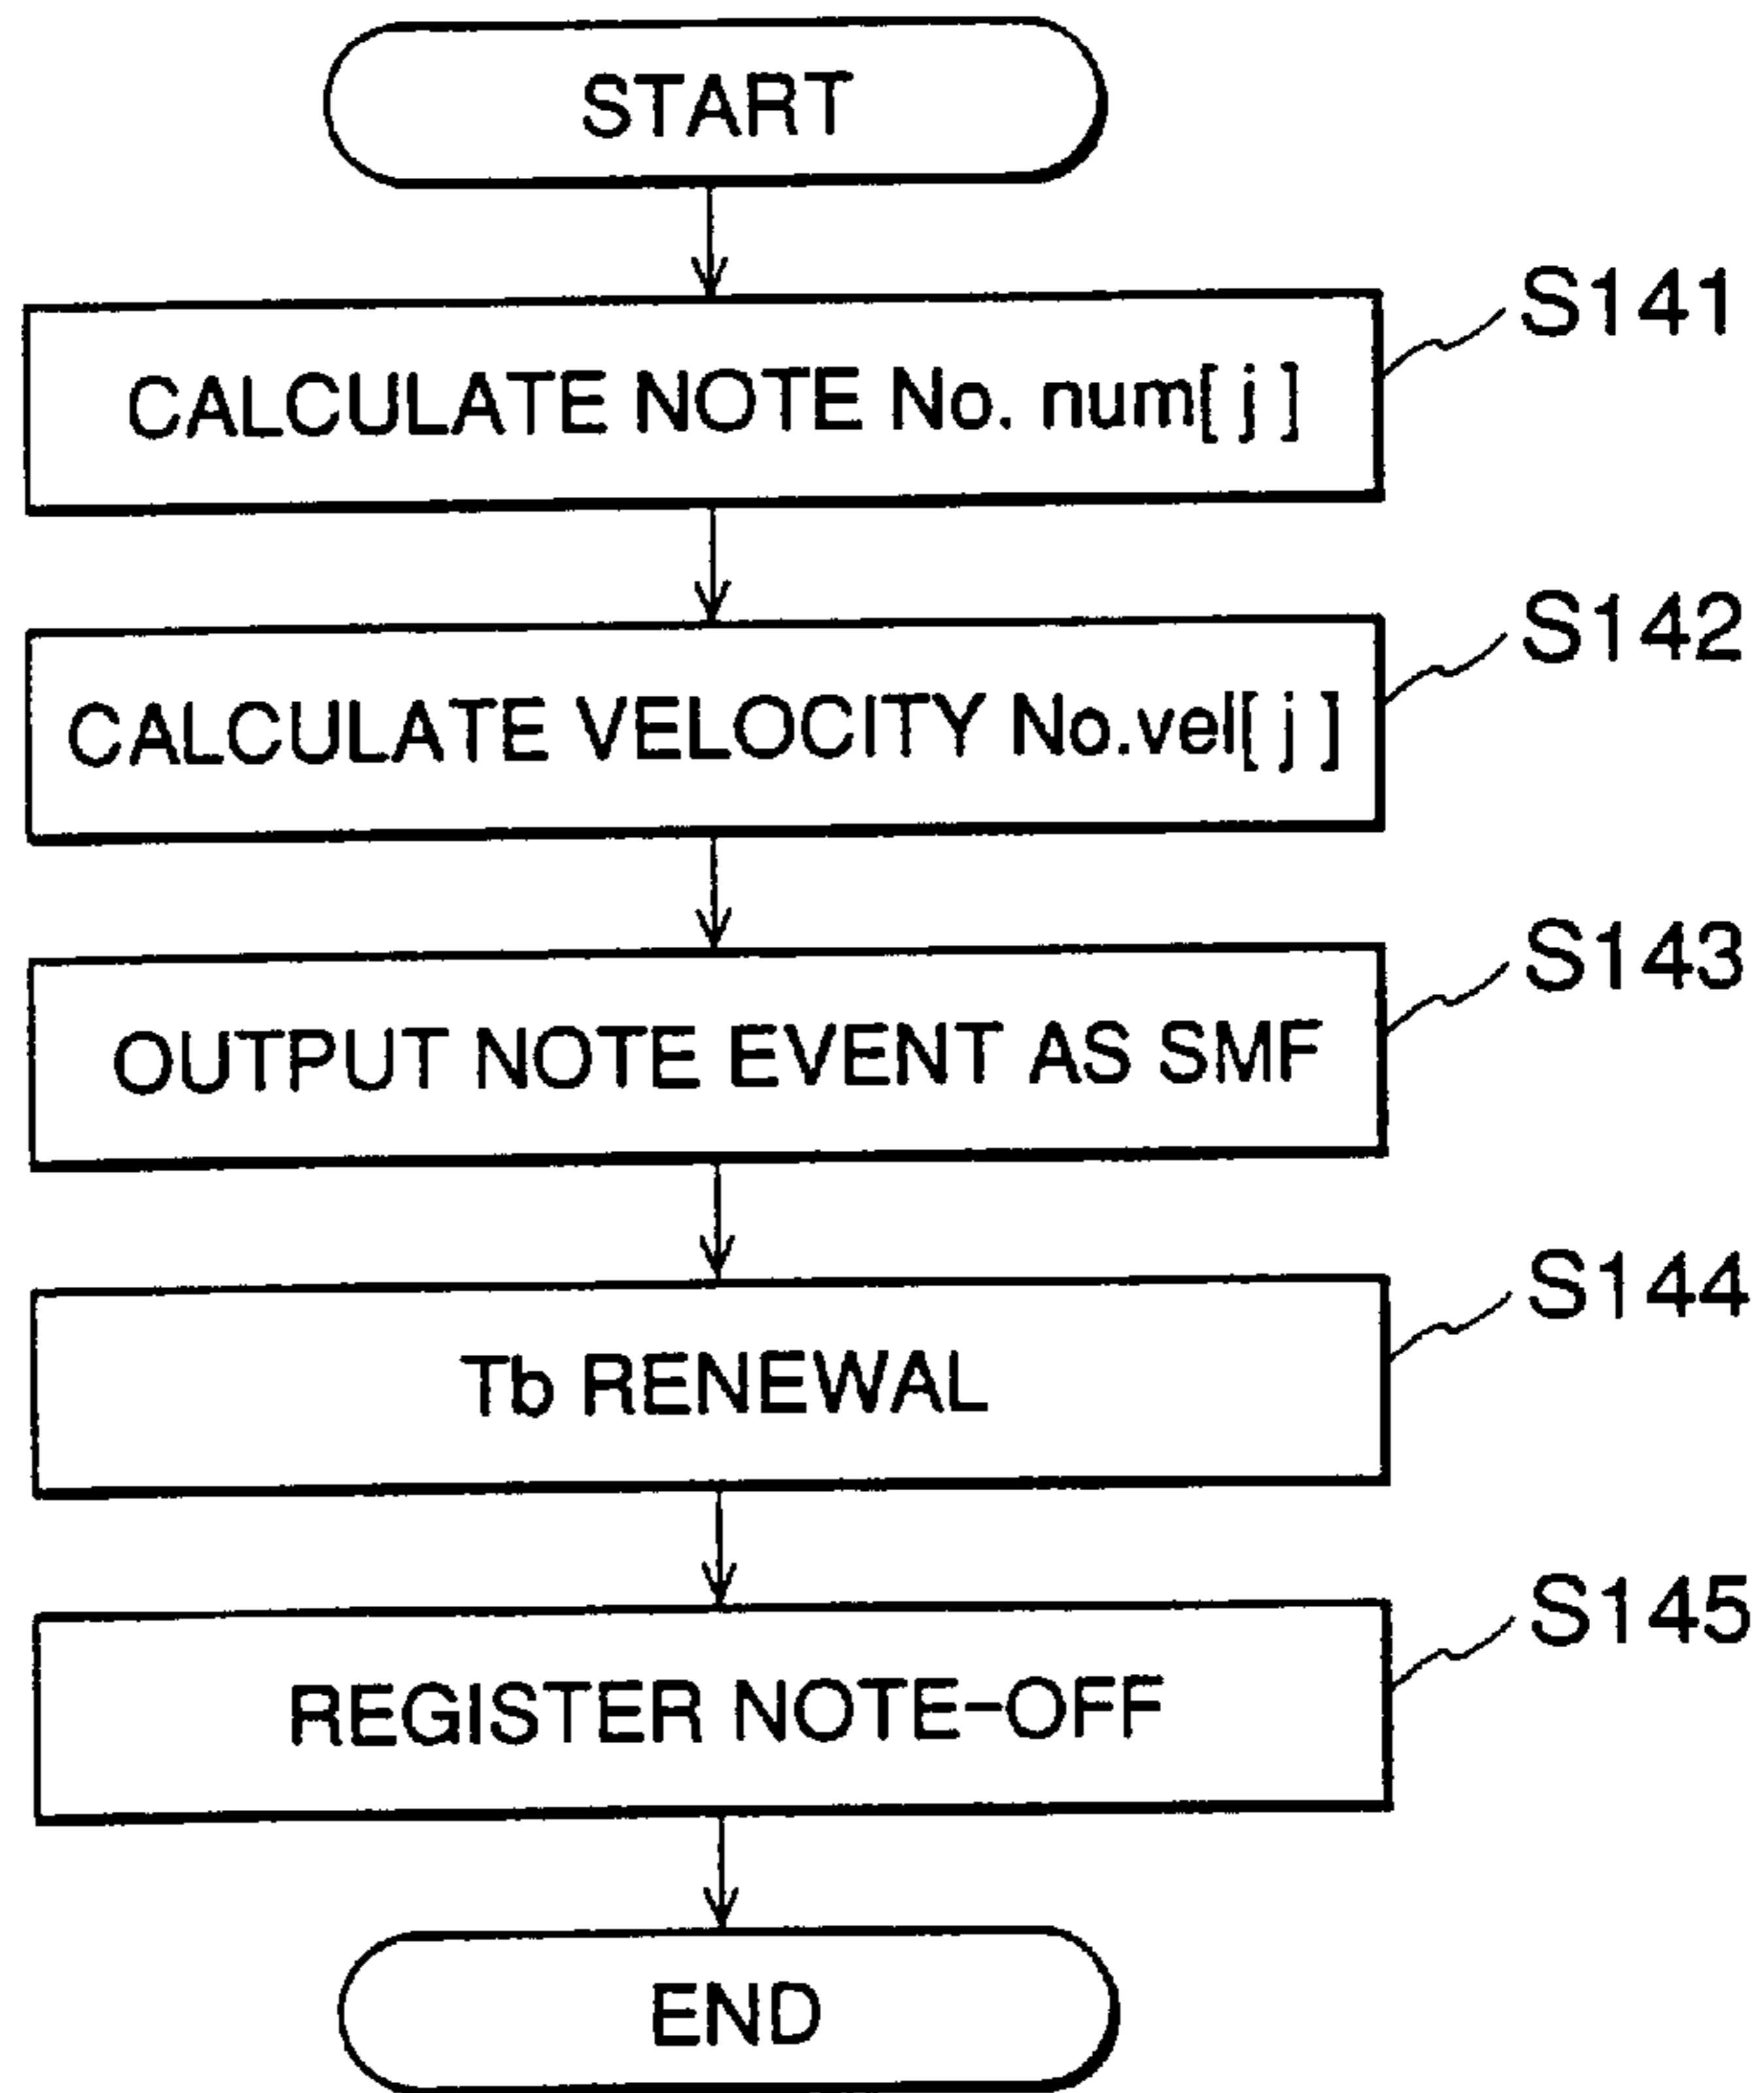 START
S141
CALCULATE NOTE No. num[ j ]
S142
CALCULATE VELOCITY No.vel[ j ]
S143
OUTPUT NOTE EVENT AS SMF
S144
Tb RENEWAL
S145
REGISTER NOTE-OFF
END